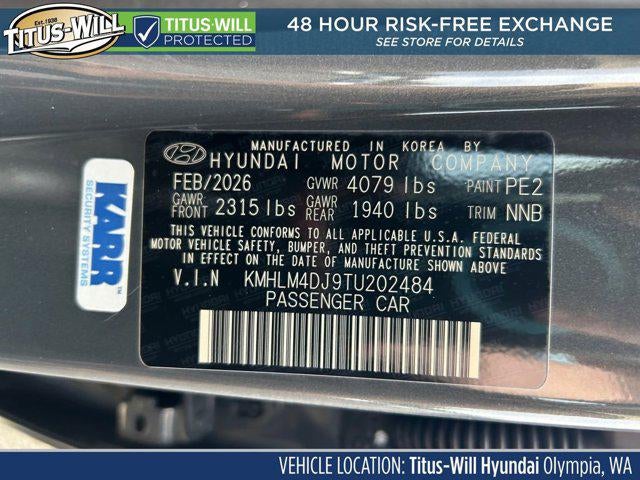 Est. 1938
TITUS-WILL
TITUS-WILL
PROTECTED
48 HOUR RISK-FREE EXCHANGE
SEE STORE FOR DETAILS
MANUFACTURED IN KOREA BY
HYUNDAI MOTOR COMPANY
FEB/2026 GVWR 4079 lbs PAINT PE2
GAWR FRONT 2315 lbs GAWR REAR 1940 lbs TRIM NNB
THIS VEHICLE CONFORMS TO ALL APPLICABLE U.S.A. FEDERAL
MOTOR VEHICLE SAFETY, BUMPER, AND THEFT PREVENTION STANDARDS
IN EFFECT ON THE DATE OF MANUFACTURE SHOWN ABOVE
V.I.N KMHLM4DJ9TU202484
PASSENGER CAR
KARR™
SECURITY SYSTEMS
VEHICLE LOCATION: Titus-Will Hyundai Olympia, WA